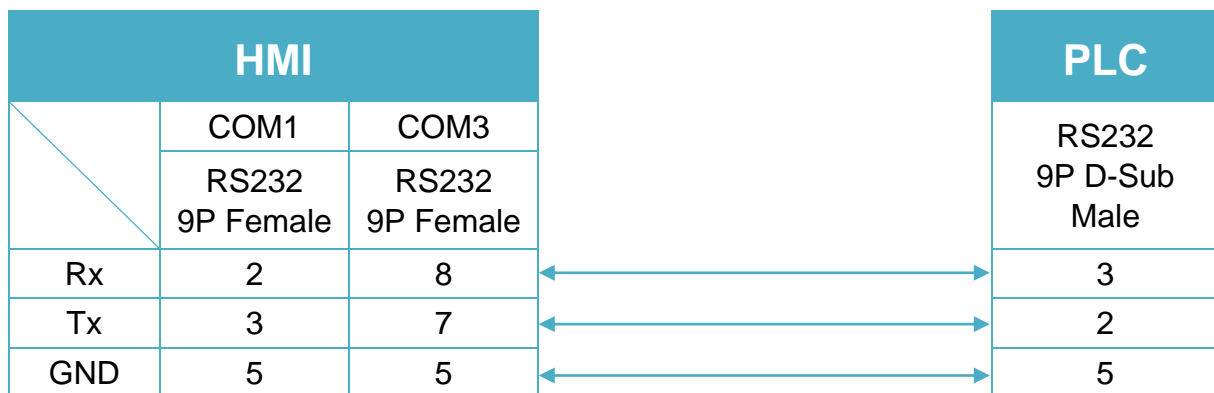 HMI PLC
COM1 COM3
RS232
9P Female
RS232
9P Female
RS232
9P D-Sub
Male
Rx 2 8 3
Tx 3 7 2
GND 5 5 5